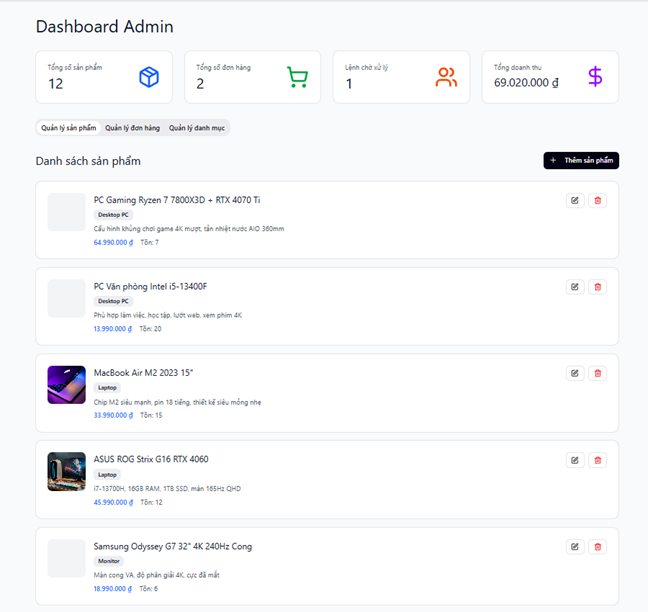 Dashboard Admin
Tổng số sản phẩm
12
Tổng số đơn hàng
2
Lệnh chờ xử lý
1
Tổng doanh thu
69.020.000 ₫
Quản lý sản phẩm Quản lý đơn hàng Quản lý danh mục
Danh sách sản phẩm
+ Thêm sản phẩm
PC Gaming Ryzen 7 7800X3D + RTX 4070 Ti
Desktop PC
Cấu hình khủng chơi game 4K mượt, tản nhiệt nước AIO 360mm
64.990.000 ₫ Tồn: 7
PC Văn phòng Intel i5-13400F
Desktop PC
Phù hợp làm việc, học tập, lướt web, xem phim 4K
13.990.000 ₫ Tồn: 20
MacBook Air M2 2023 15"
Laptop
Chip M2 siêu mạnh, pin 18 tiếng, thiết kế siêu mỏng nhẹ
33.990.000 ₫ Tồn: 15
ASUS ROG Strix G16 RTX 4060
Laptop
i7-13700H, 16GB RAM, 1TB SSD, màn 165Hz QHD
45.990.000 ₫ Tồn: 12
Samsung Odyssey G7 32" 4K 240Hz Cong
Monitor
Màn cong VA, độ phân giải 4K, cực đã mắt
18.990.000 ₫ Tồn: 6